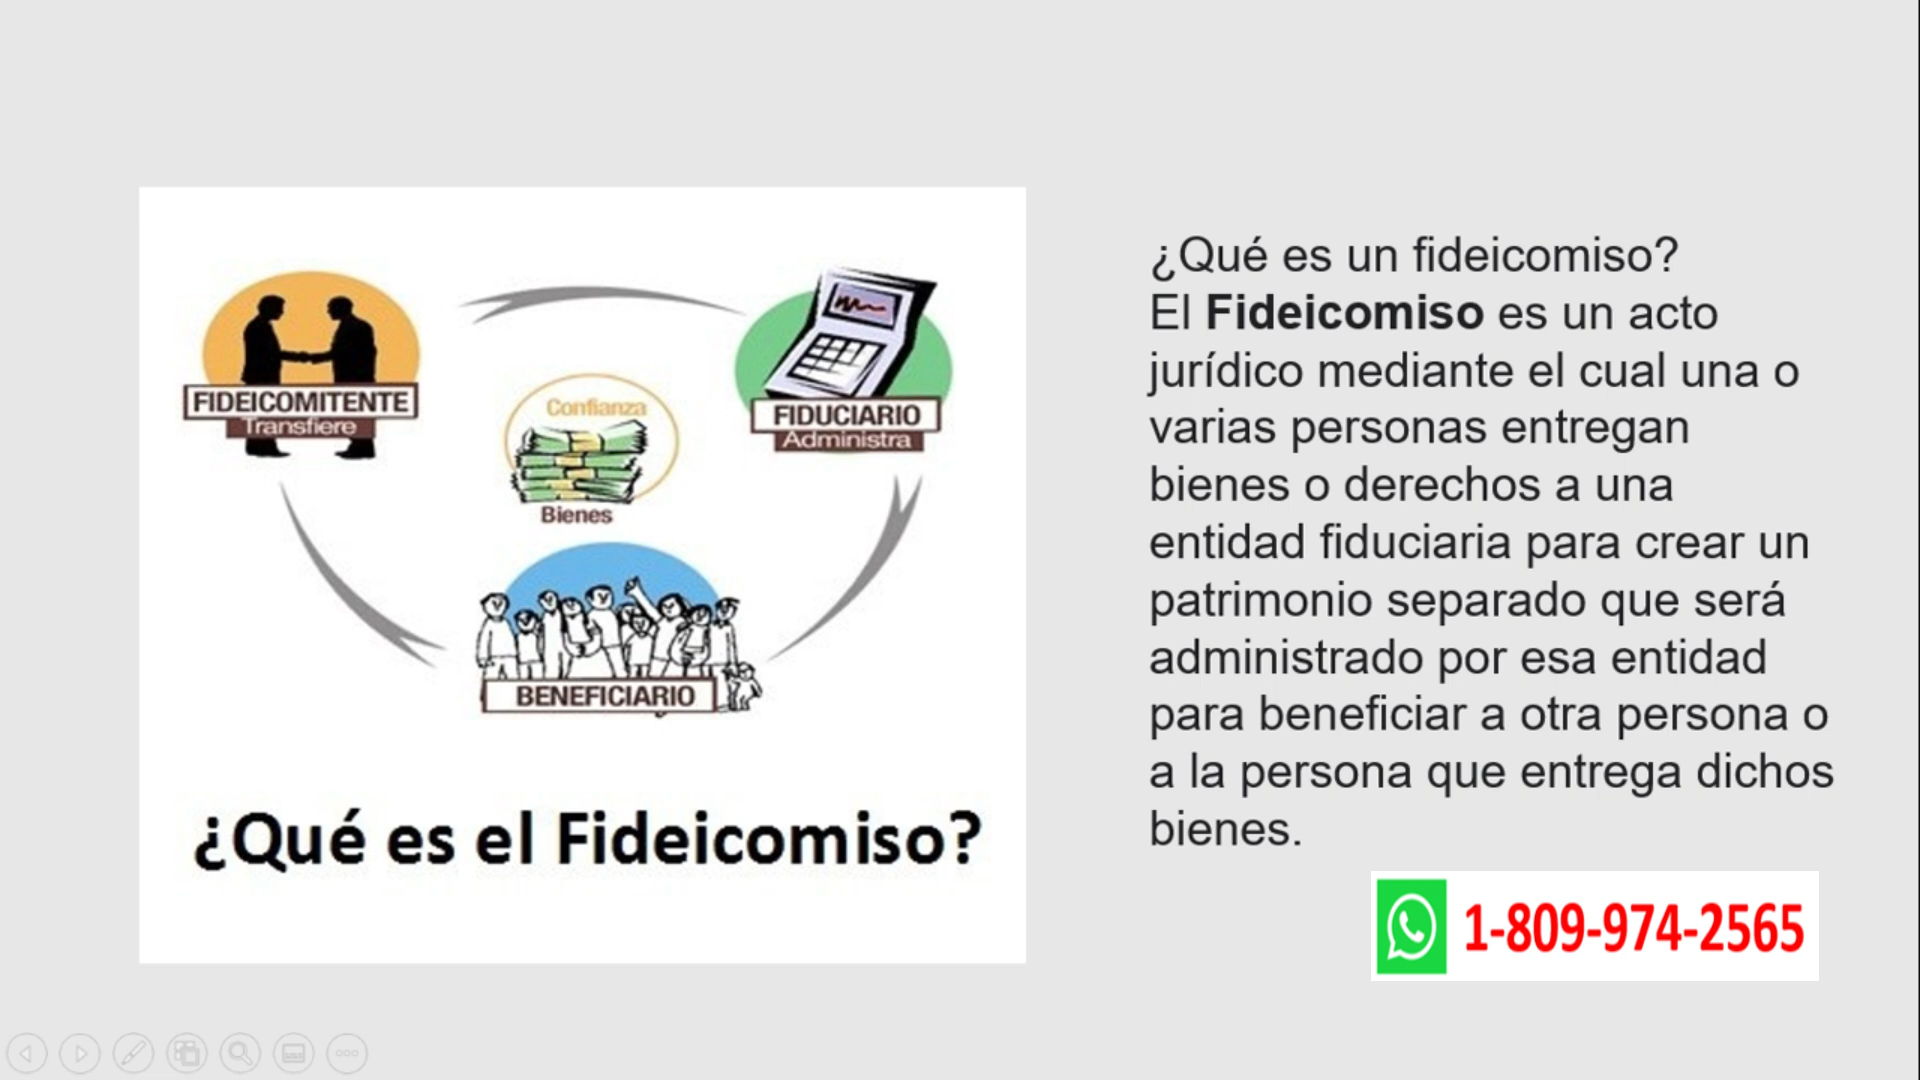 FIDEICOMITENTE
Transfiere
Confianza
Bienes
FIDUCIARIO
Administra
BENEFICIARIO
¿Qué es el Fideicomiso?
¿Qué es un fideicomiso?
El Fideicomiso es un acto
jurídico mediante el cual una o
varias personas entregan
bienes o derechos a una
entidad fiduciaria para crear un
patrimonio separado que será
administrado por esa entidad
para beneficiar a otra persona o
a la persona que entrega dichos
bienes.
1-809-974-2565